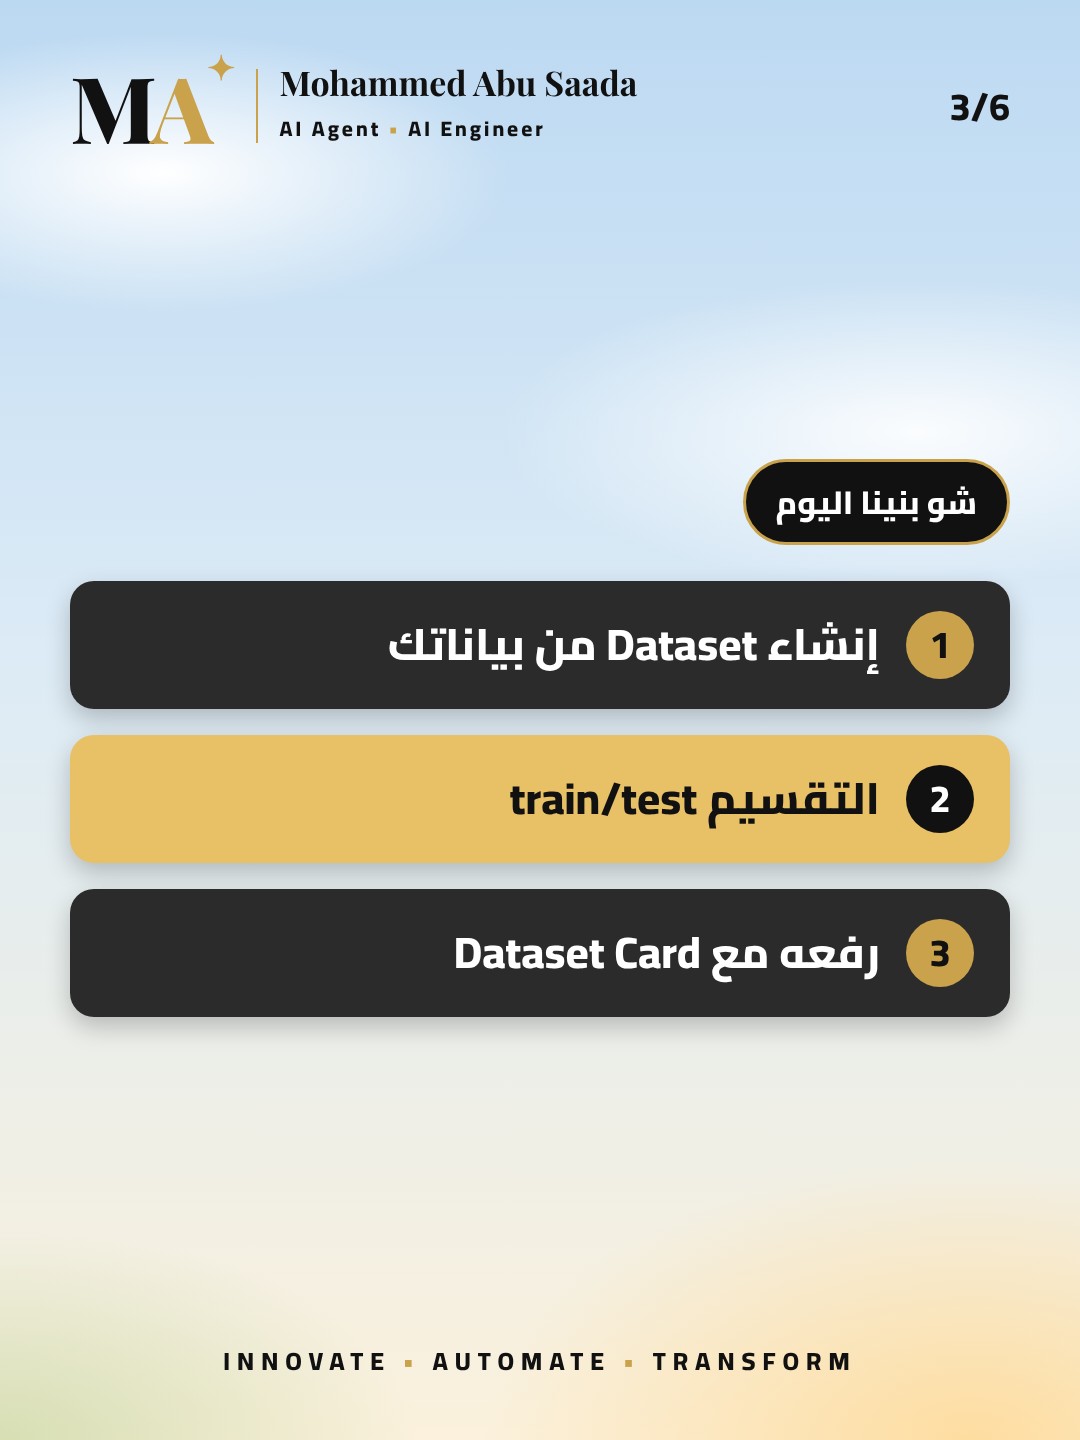 MA
Mohammed Abu Saada
AI Agent ▪ AI Engineer
3/6
شو بنينا اليوم
1 إنشاء Dataset من بياناتك
2 التقسيم train/test
3 رفعه مع Dataset Card
INNOVATE ▪ AUTOMATE ▪ TRANSFORM